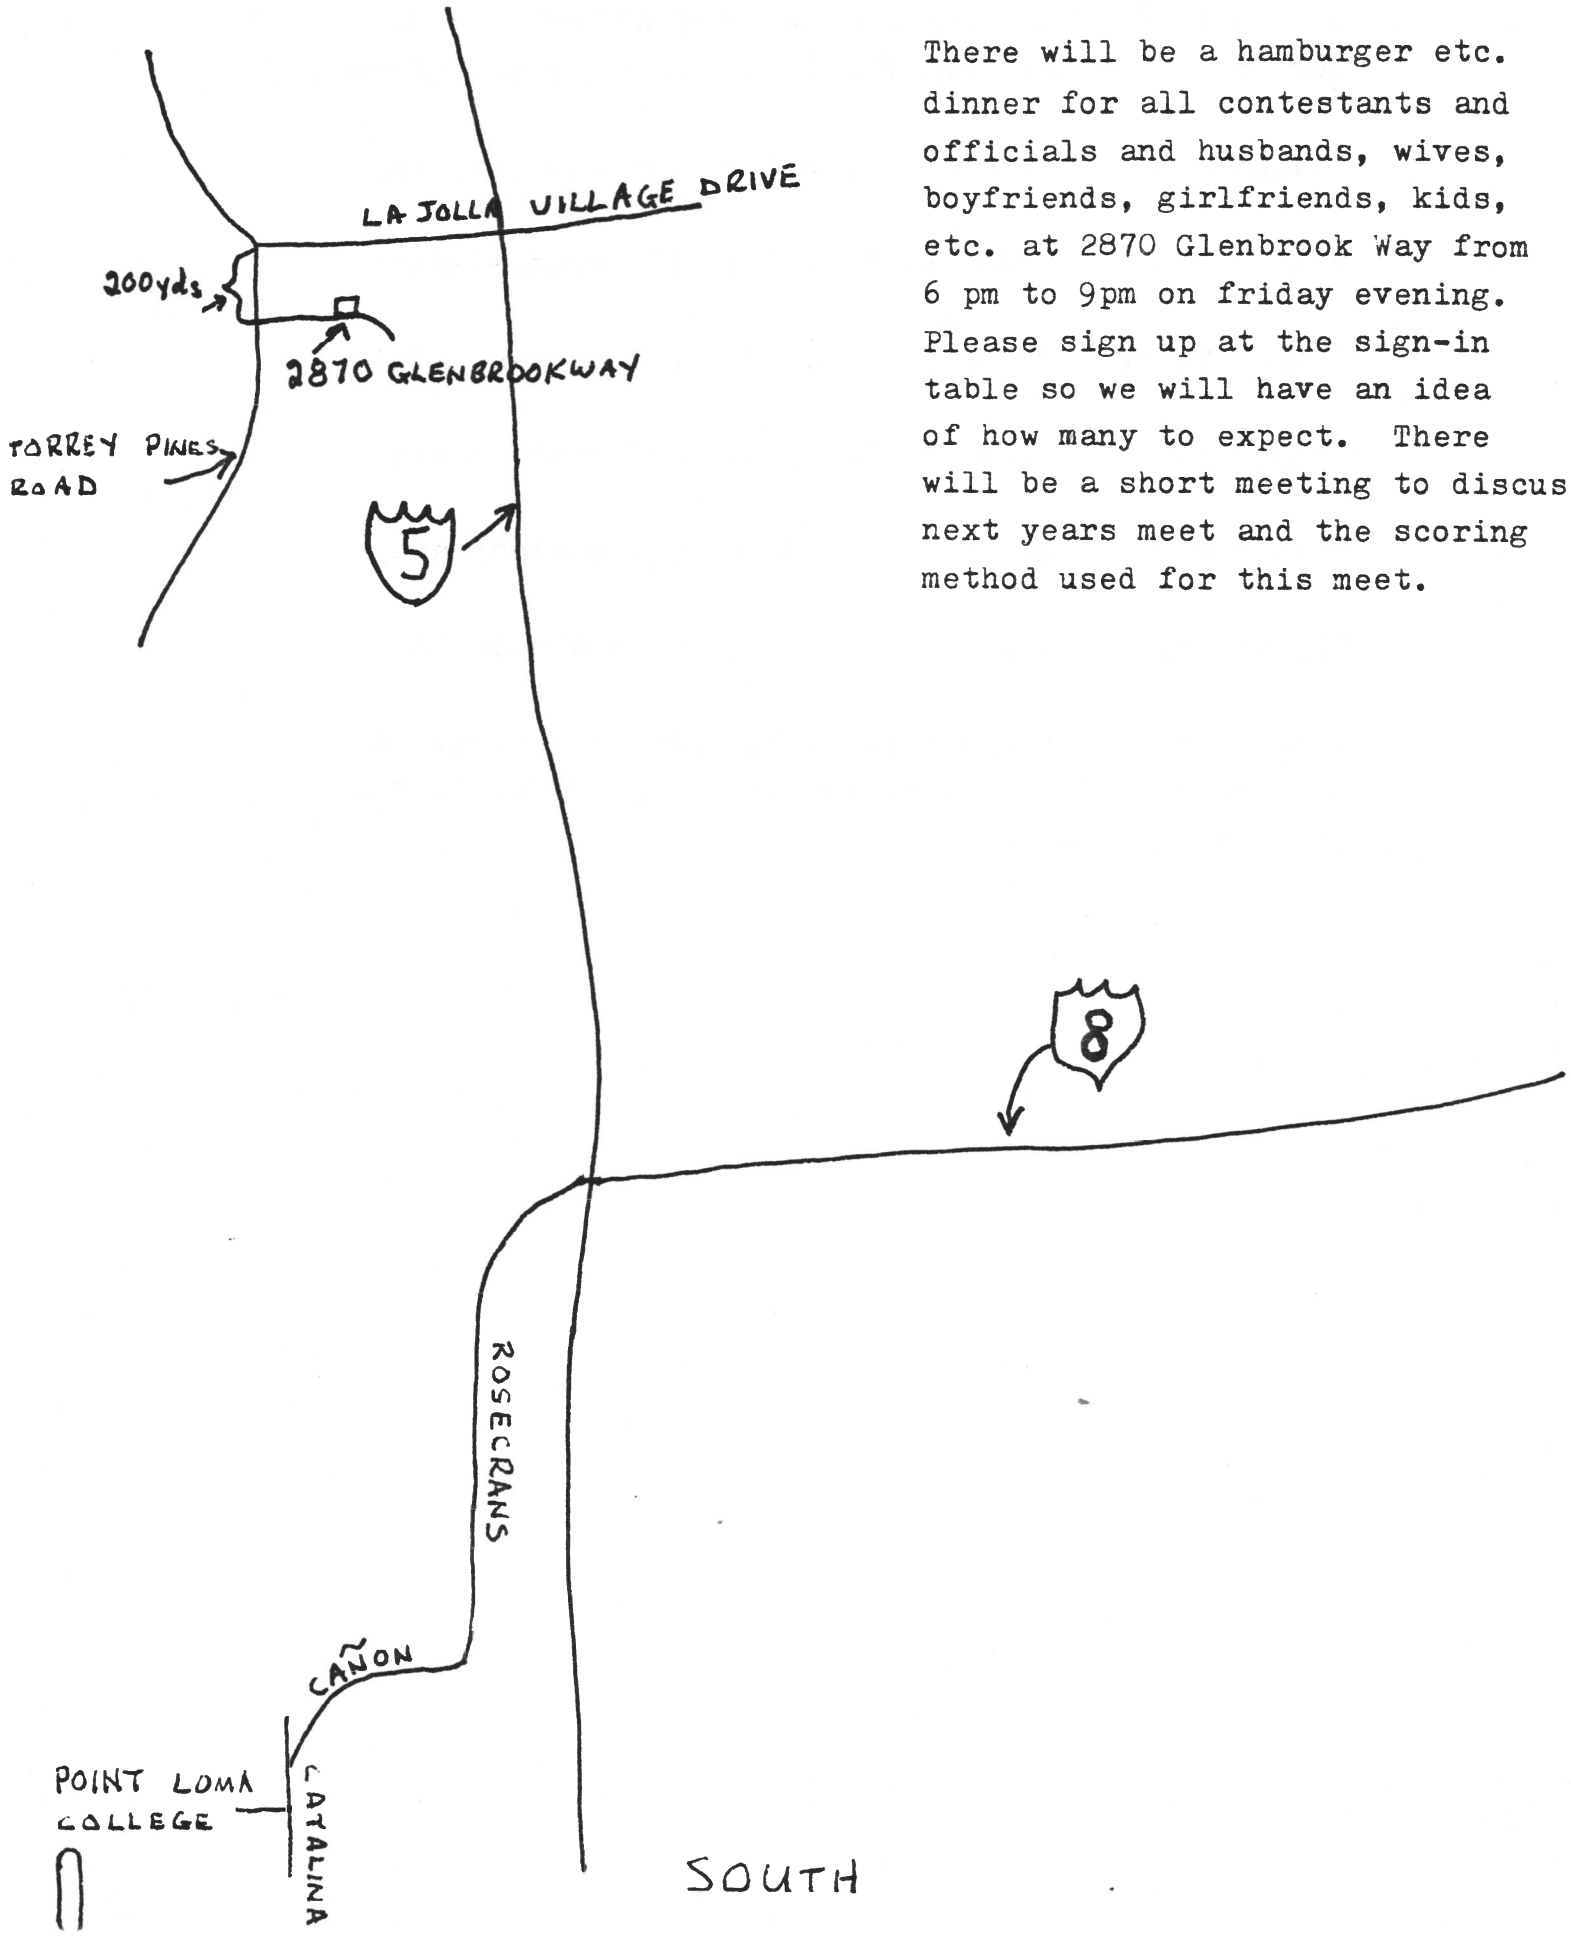 There will be a hamburger etc.
dinner for all contestants and
officials and husbands, wives,
boyfriends, girlfriends, kids,
etc. at 2870 Glenbrook Way from
6 pm to 9pm on friday evening.
Please sign up at the sign-in
table so we will have an idea
of how many to expect.  There
will be a short meeting to discus
next years meet and the scoring
method used for this meet.
LA JOLLA VILLAGE DRIVE
200yds
2870 GLENBROOKWAY
TORREY PINES
ROAD
5
8
ROSECRANS
CAÑON
POINT LOMA
COLLEGE
CATALINA
SOUTH